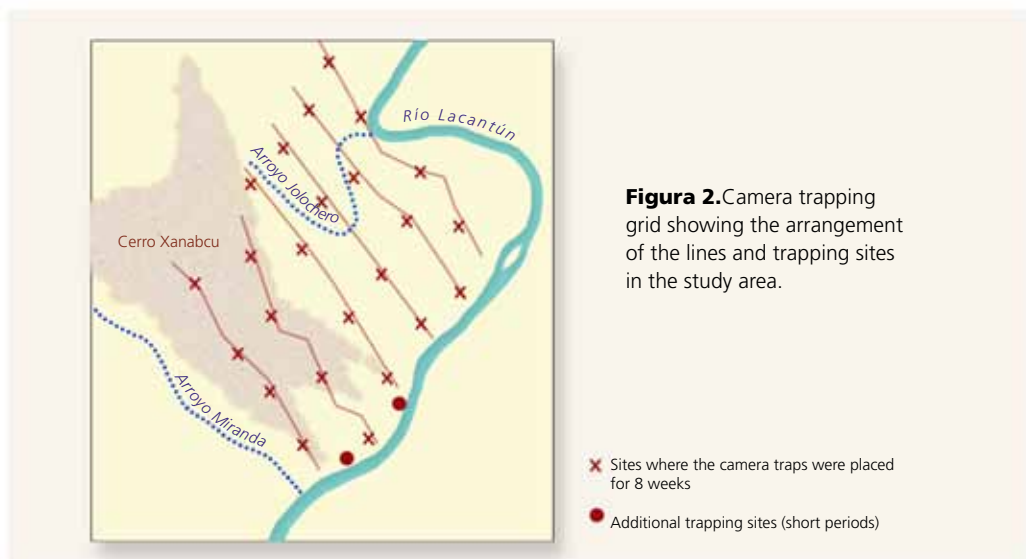 Río Lacantún
Arroyo Jolochero
Cerro Xanabcu
Arroyo Miranda
Figura 2.Camera trapping
grid showing the arrangement
of the lines and trapping sites
in the study area.
Sites where the camera traps were placed
for 8 weeks
Additional trapping sites (short periods)